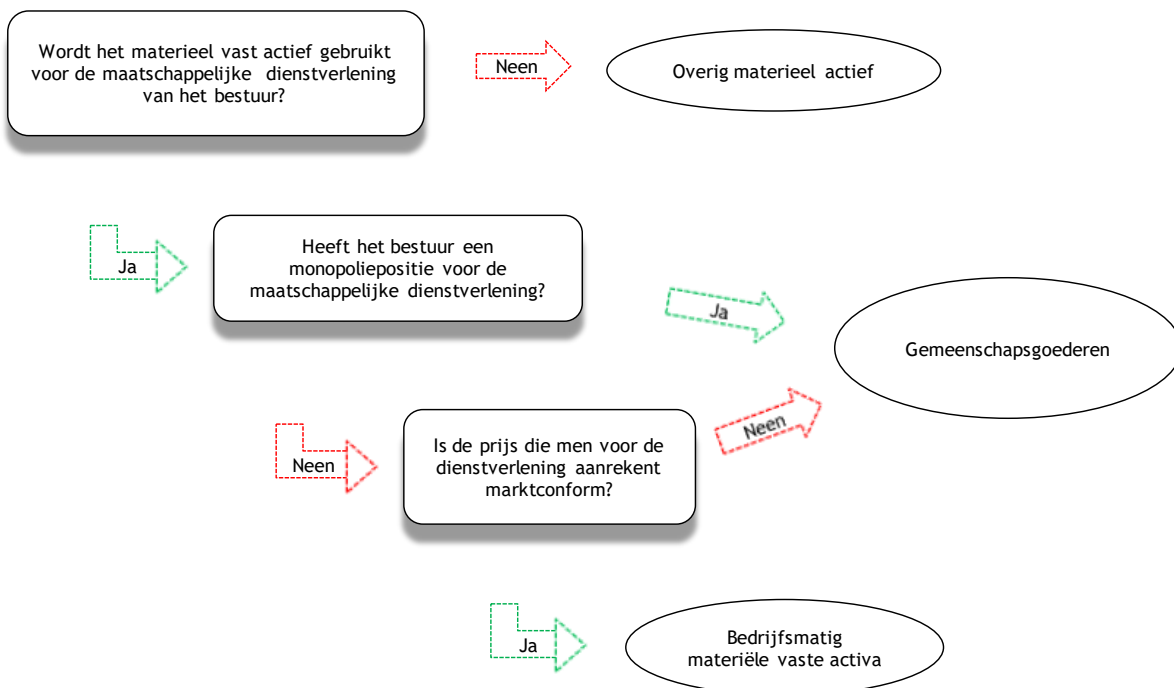 Wordt het materieel vast actief gebruikt
voor de maatschappelijke dienstverlening
van het bestuur?
Neen
Overig materieel actief
Ja
Heeft het bestuur een
monopoliepositie voor de
maatschappelijke dienstverlening?
Ja
Gemeenschapsgoederen
Neen
Is de prijs die men voor de
dienstverlening aanrekent
marktconform?
Neen
Ja
Bedrijfsmatig
materiële vaste activa